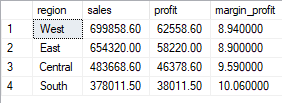 region sales profit margin_profit
1 West 699858.60 62558.60 8.940000
2 East 654320.00 58220.00 8.900000
3 Central 483668.60 46378.60 9.590000
4 South 378011.50 38011.50 10.060000